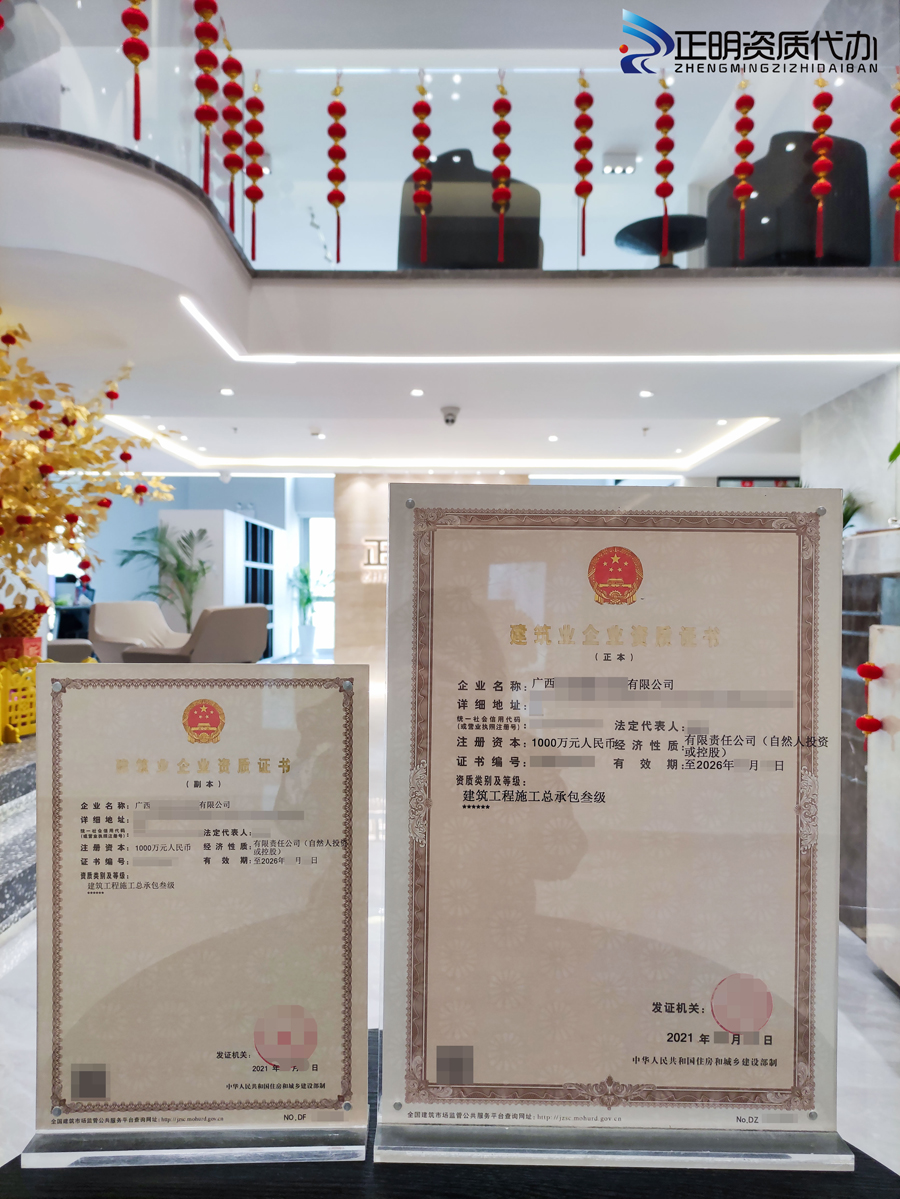 正明资质代办
ZHENGMINGZIZHIDAIBAN
正
建筑业企业资质证书
(副本)
企业名称：广西 有限公司
详细地址：
统一社会信用代码
(或营业执照注册号)：
法定代表人：
注册资本：1000万元人民币
经济性质：有限责任公司（自然人投资
或控股）
证书编号：
有效期：至2026年 月 日
资质类别及等级：
建筑工程施工总承包叁级
******
发证机关：
2021年 月 日
中华人民共和国住房和城乡建设部制
全国建筑市场监管公共服务平台查询网址：http://jzsc.mohurd.gov.cn
NO.DF
建筑业企业资质证书
(正本)
企业名称：广西 有限公司
详细地址：
统一社会信用代码
(或营业执照注册号)：
法定代表人：
注册资本：1000万元人民币
经济性质：有限责任公司（自然人投资
或控股）
证书编号：
有效期：至2026年 月 日
资质类别及等级：
建筑工程施工总承包叁级
******
发证机关：
2021年 月 日
中华人民共和国住房和城乡建设部制
全国建筑市场监管公共服务平台查询网址：http://jzsc.mohurd.gov.cn
No.DZ